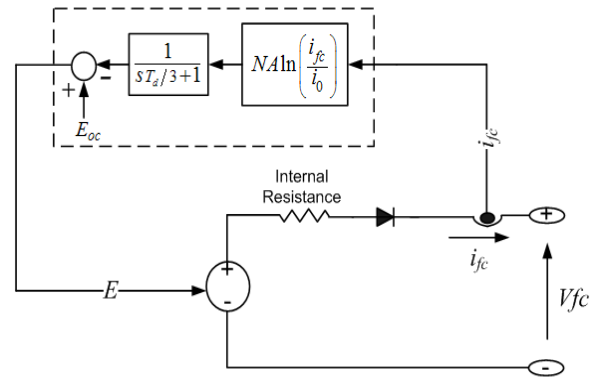 1
sT_d/3+1
NA ln(i_fc/i_0)
+
-
E_oc
i_fc
Internal
Resistance
+
i_fc
+
E
-
Vfc
-